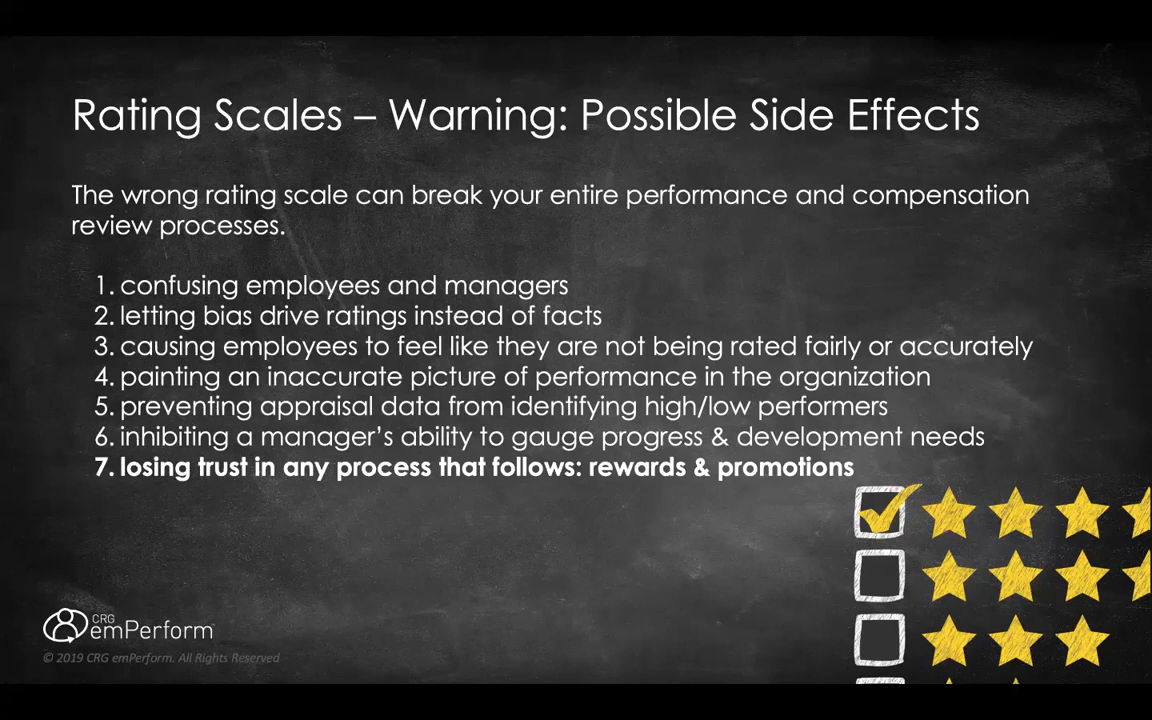 Rating Scales – Warning: Possible Side Effects
The wrong rating scale can break your entire performance and compensation
review processes.
1. confusing employees and managers
2. letting bias drive ratings instead of facts
3. causing employees to feel like they are not being rated fairly or accurately
4. painting an inaccurate picture of performance in the organization
5. preventing appraisal data from identifying high/low performers
6. inhibiting a manager’s ability to gauge progress & development needs
7. losing trust in any process that follows: rewards & promotions
CRG
emPerform
© 2019 CRG emPerform. All Rights Reserved